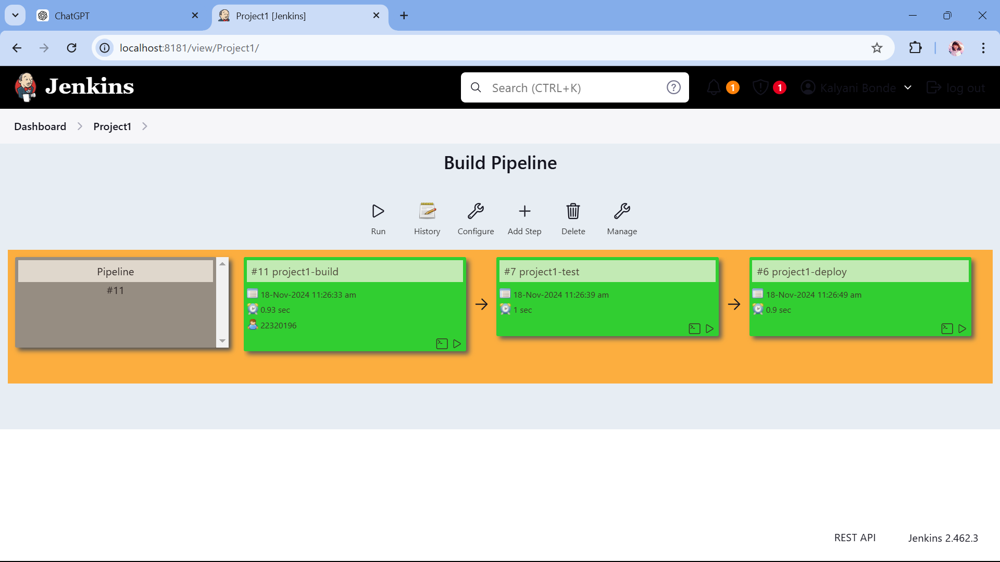 ChatGPT
Project1 [Jenkins]
localhost:8181/view/Project1/
Jenkins
Search (CTRL+K)
1
1
Kalyani Bonde
log out
Dashboard
Project1
Build Pipeline
Run
History
Configure
Add Step
Delete
Manage
Pipeline
#11
#11 project1-build
18-Nov-2024 11:26:33 am
0.93 sec
22320196
#7 project1-test
18-Nov-2024 11:26:39 am
1 sec
#6 project1-deploy
18-Nov-2024 11:26:49 am
0.9 sec
REST API
Jenkins 2.462.3